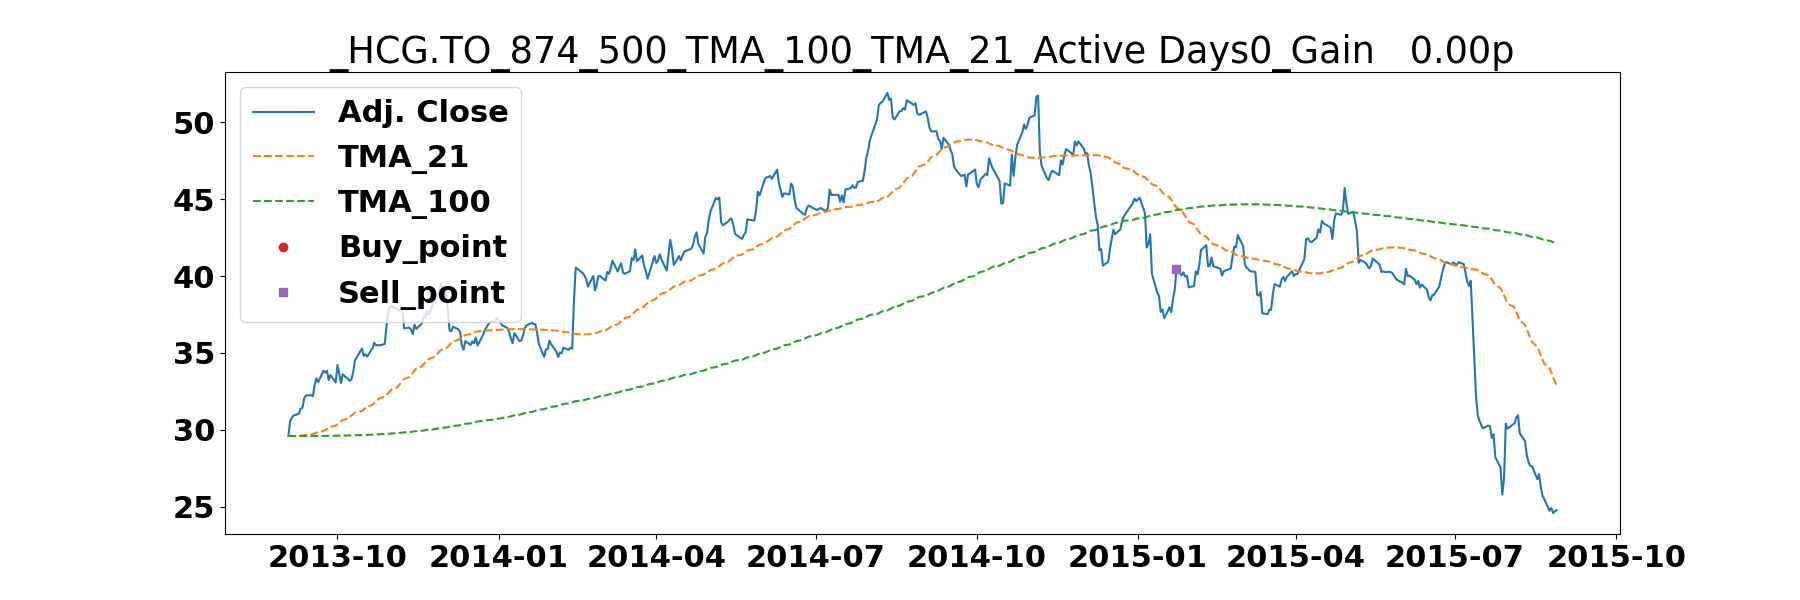 _HCG.TO_874_500_TMA_100_TMA_21_Active Days0_Gain   0.00p
Adj. Close
TMA_21
TMA_100
Buy_point
Sell_point
50
45
40
35
30
25
2013-10 2014-01 2014-04 2014-07 2014-10 2015-01 2015-04 2015-07 2015-10